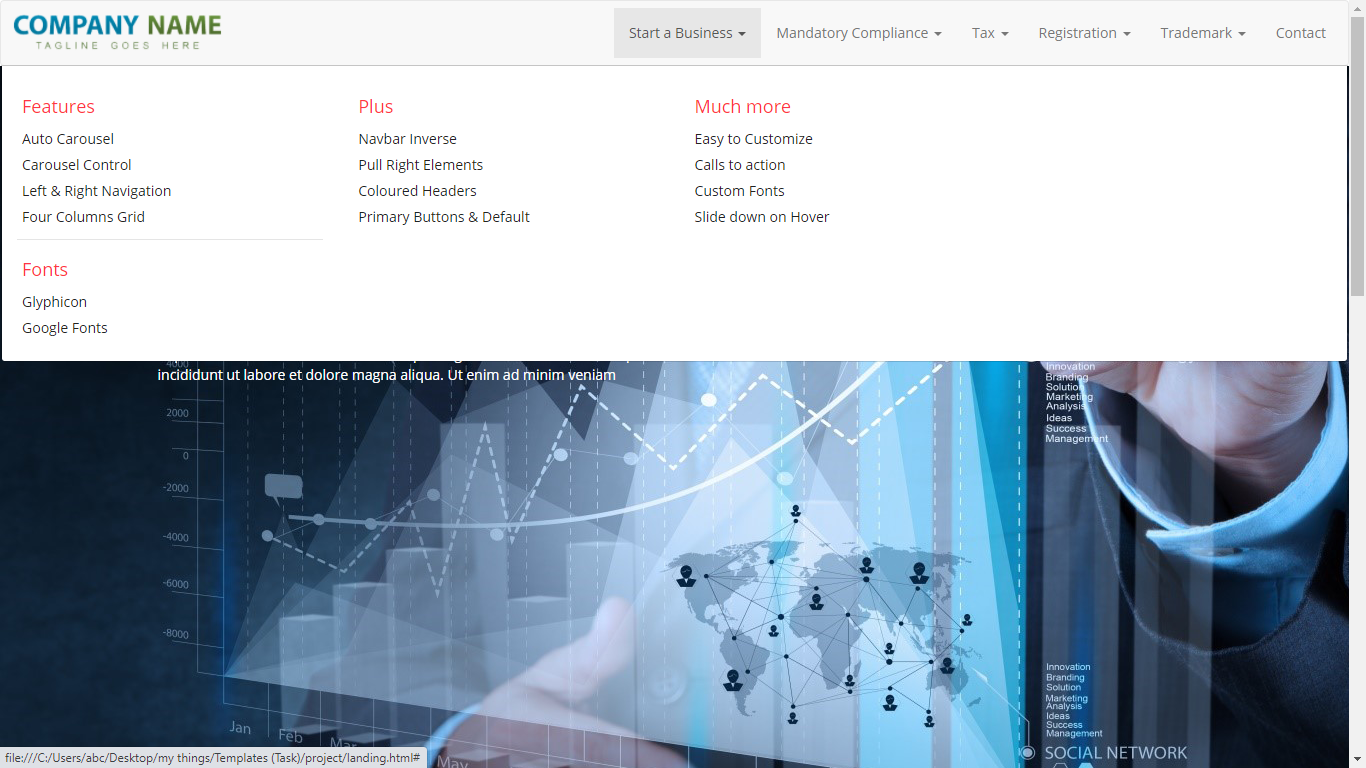 COMPANY NAME
TAGLINE GOES HERE
Start a Business
Mandatory Compliance
Tax
Registration
Trademark
Contact
Features
Auto Carousel
Carousel Control
Left & Right Navigation
Four Columns Grid
Plus
Navbar Inverse
Pull Right Elements
Coloured Headers
Primary Buttons & Default
Much more
Easy to Customize
Calls to action
Custom Fonts
Slide down on Hover
Fonts
Glyphicon
Google Fonts
incididunt ut labore et dolore magna aliqua. Ut enim ad minim veniam
Innovation
Branding
Solution
Marketing
Analysis
Ideas
Success
Management
4000
2000
0
-2000
-4000
-6000
-8000
Jan
Feb
Mar
May
Innovation
Branding
Solution
Marketing
Analysis
Ideas
Success
Management
SOCIAL NETWORK
file:///C:/Users/abc/Desktop/my things/Templates (Task)/project/landing.html#